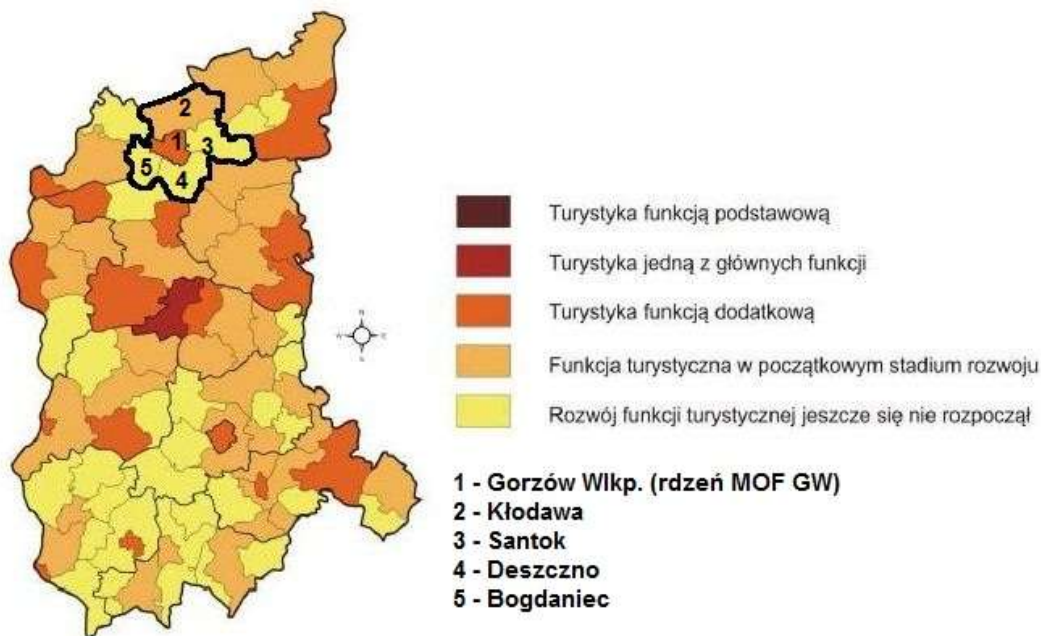 2
1
3
5
4
Turystyka funkcją podstawową
Turystyka jedną z głównych funkcji
Turystyka funkcją dodatkową
Funkcja turystyczna w początkowym stadium rozwoju
Rozwój funkcji turystycznej jeszcze się nie rozpoczął
1 - Gorzów Wlkp. (rdzeń MOF GW)
2 - Kłodawa
3 - Santok
4 - Deszczno
5 - Bogdaniec